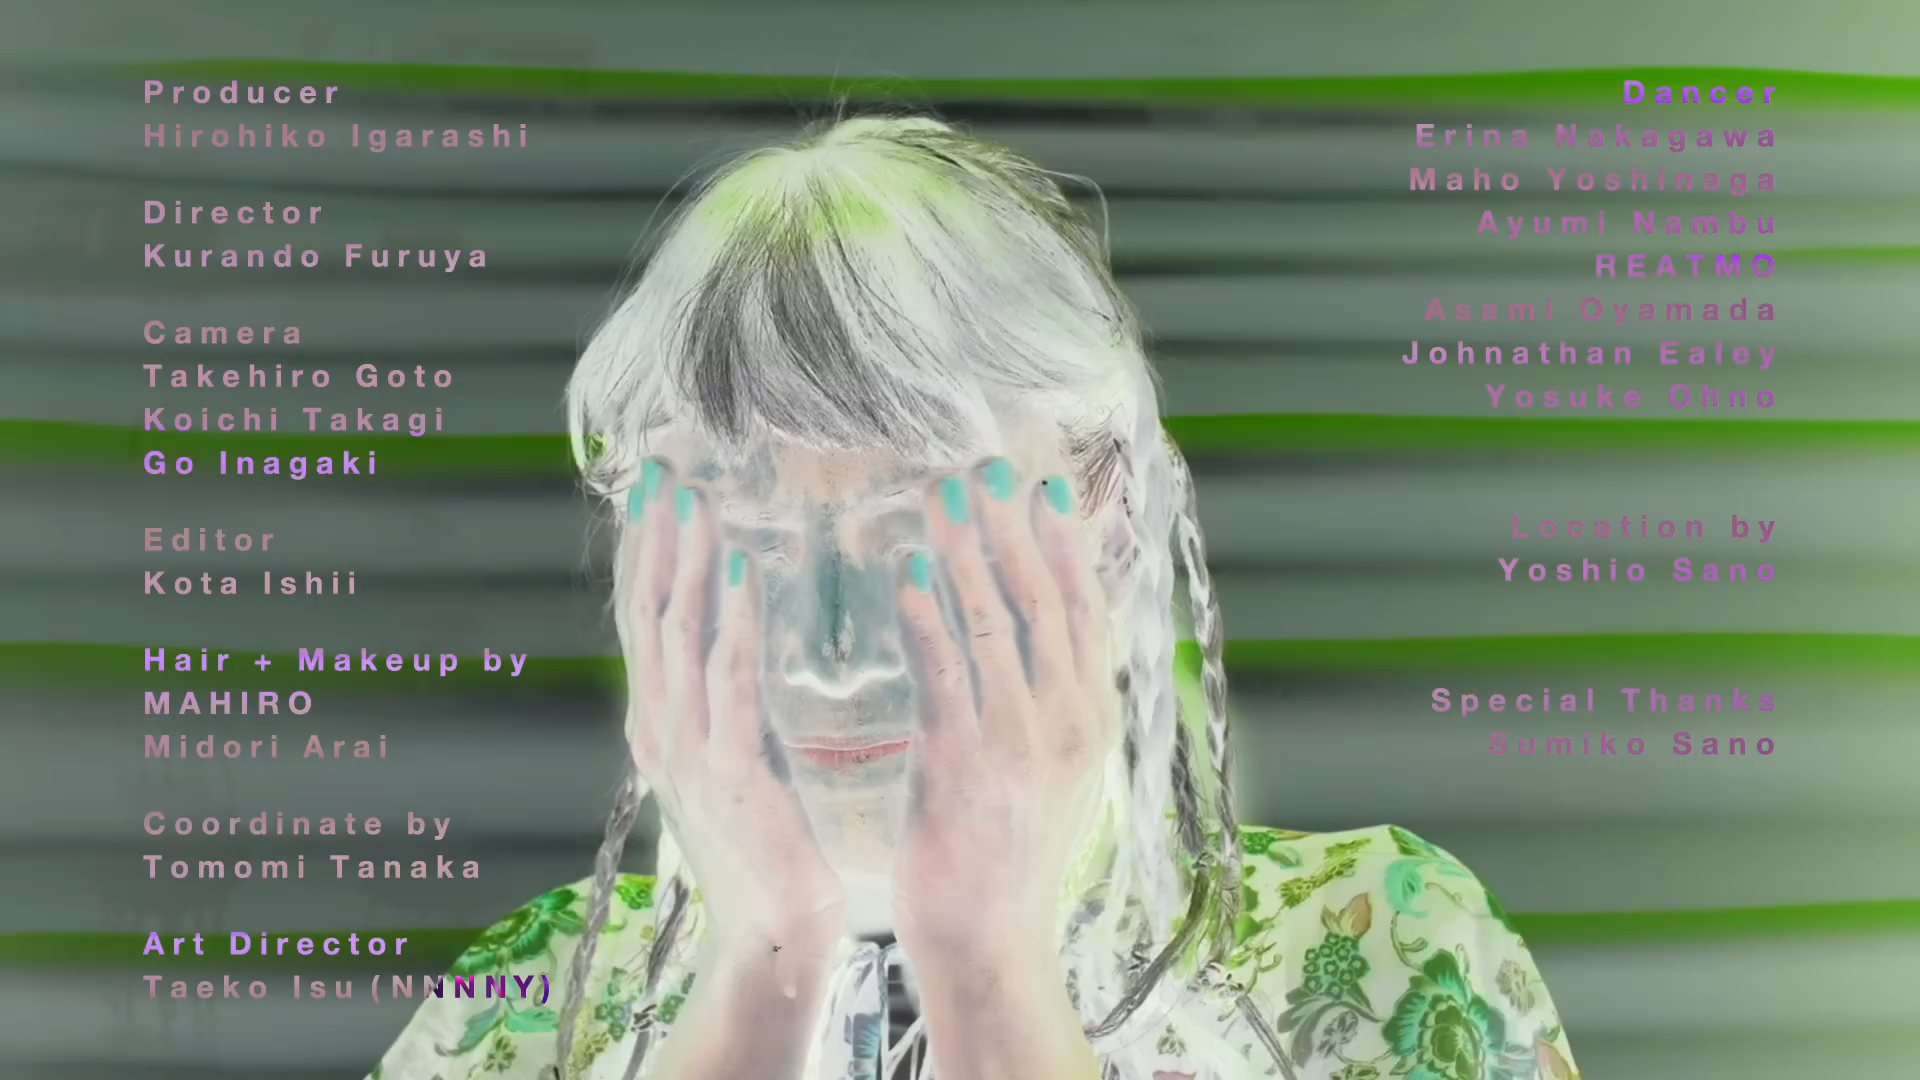 Producer
Hirohiko Igarashi
Director
Kurando Furuya
Camera
Takehiro Goto
Koichi Takagi
Go Inagaki
Editor
Kota Ishii
Hair + Makeup by
MAHIRO
Midori Arai
Coordinate by
Tomomi Tanaka
Art Director
Taeko Isu (NNNNY)
Dancer
Erina Nakagawa
Maho Yoshinaga
Ayumi Nambu
REATMO
Asami Oyamada
Johnathan Ealey
Yosuke Ohno
Location by
Yoshio Sano
Special Thanks
Sumiko Sano